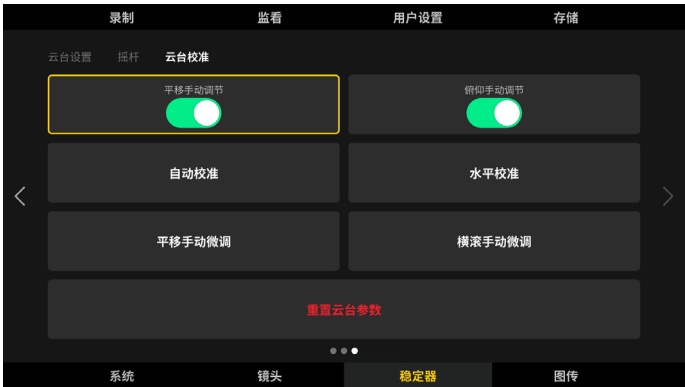 录制 监看 用户设置 存储
云台设置 摇杆 云台校准
平移手动调节 俯仰手动调节
自动校准 水平校准
平移手动微调 横滚手动微调
重置云台参数
系统 镜头 稳定器 图传